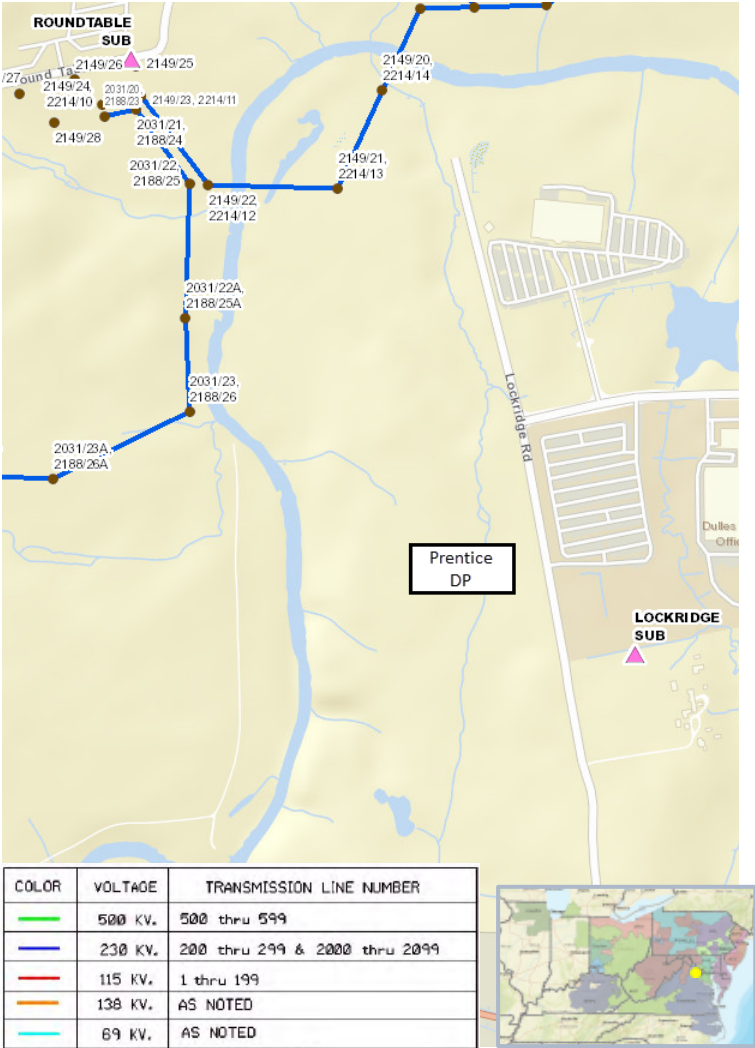 ROUNDTABLE
SUB
ound Ta
2149/26
2149/25
/27
2149/24,
2214/10
2031/20,
2188/23
2149/23, 2214/11
2149/28
2031/21,
2188/24
2031/22,
2188/25
2149/20,
2214/14
2149/21,
2214/13
2149/22,
2214/12
2031/22A,
2188/25A
2031/23,
2188/26
2031/23A,
2188/26A
Lockridge Rd
Dulles
Offic
Prentice
DP
LOCKRIDGE
SUB
COLOR VOLTAGE TRANSMISSION LINE NUMBER
500 KV. 500 thru 599
230 KV. 200 thru 299 & 2000 thru 2099
115 KV. 1 thru 199
138 KV. AS NOTED
69 KV. AS NOTED